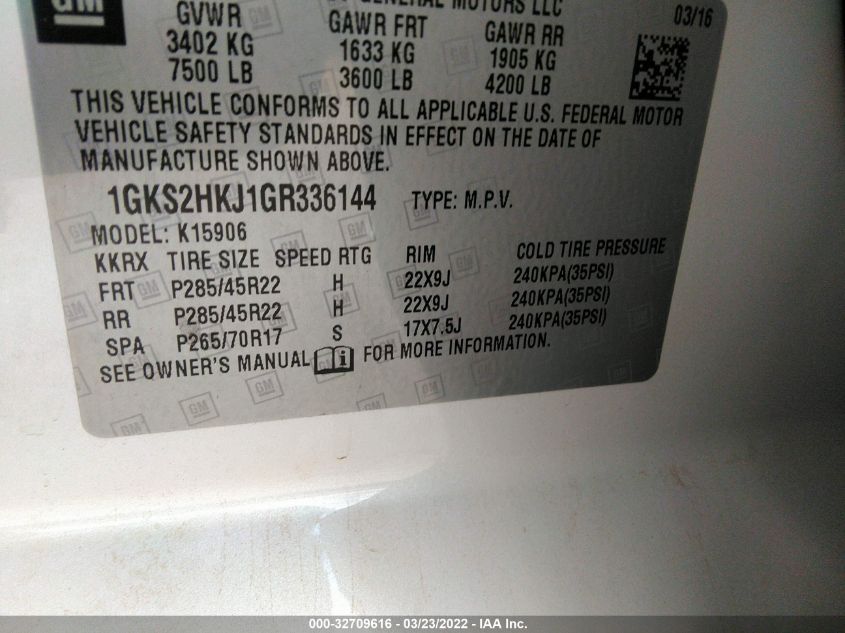 GM
GENERAL MOTORS LLC
03/16
GVWR GAWR FRT GAWR RR
3402 KG 1633 KG 1905 KG
7500 LB 3600 LB 4200 LB
THIS VEHICLE CONFORMS TO ALL APPLICABLE U.S. FEDERAL MOTOR
VEHICLE SAFETY STANDARDS IN EFFECT ON THE DATE OF
MANUFACTURE SHOWN ABOVE.
1GKS2HKJ1GR336144 TYPE: M.P.V.
MODEL: K15906
KKRX TIRE SIZE SPEED RTG RIM COLD TIRE PRESSURE
FRT P285/45R22 H 22X9J 240KPA(35PSI)
RR P285/45R22 H 22X9J 240KPA(35PSI)
SPA P265/70R17 S 17X7.5J 240KPA(35PSI)
SEE OWNER'S MANUAL i FOR MORE INFORMATION.
000-32709616 - 03/23/2022 - IAA Inc.